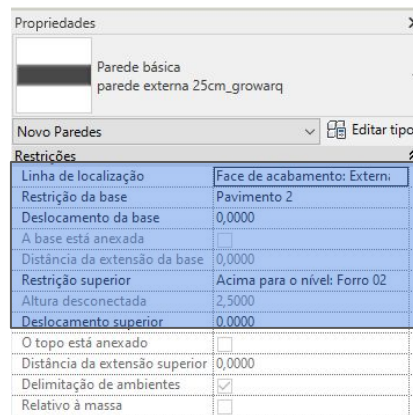 Propriedades
Parede básica
parede externa 25cm_growarq
Novo Paredes Editar tipo
Restrições
Linha de localização Face de acabamento: Externa
Restrição da base Pavimento 2
Deslocamento da base 0,0000
A base está anexada
Distância da extensão da base 0,0000
Restrição superior Acima para o nível: Forro 02
Altura desconectada 2,5000
Deslocamento superior 0,0000
O topo está anexado
Distância da extensão superior 0,0000
Delimitação de ambientes
Relativo à massa